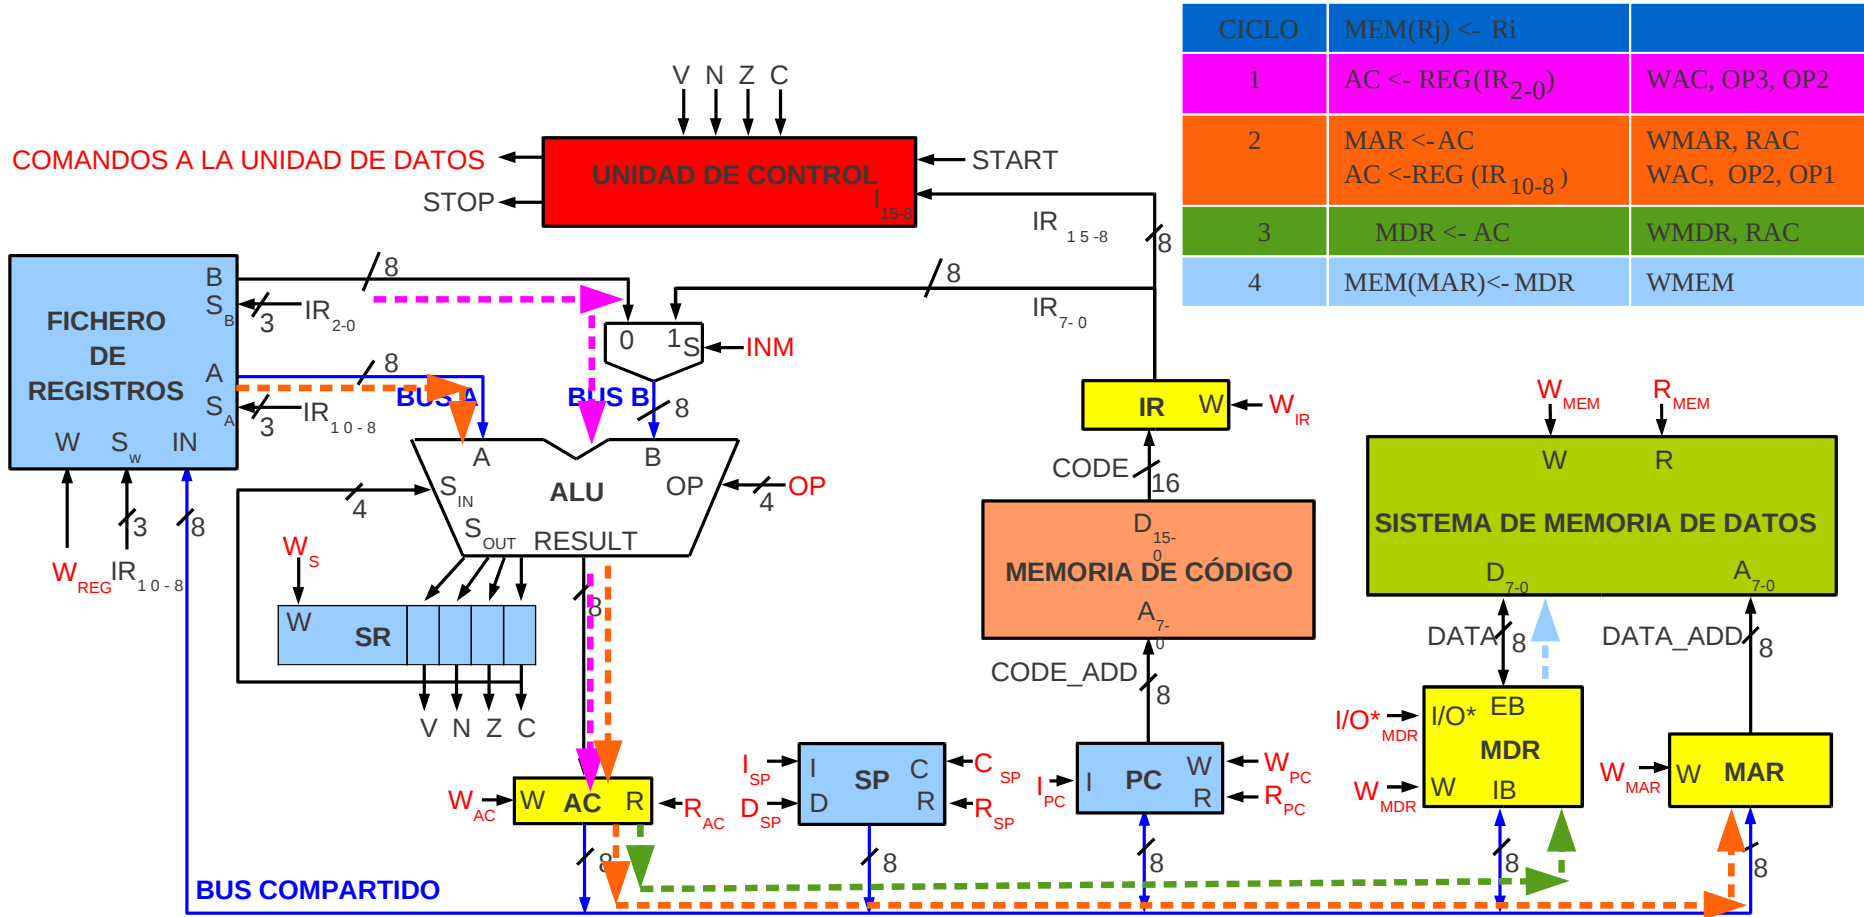 CICLO MEM(Rj) <- Ri
1 AC <- REG(IR2-0) WAC, OP3, OP2
2 MAR <- AC WMAR, RAC
AC <-REG (IR 10-8 ) WAC, OP2, OP1
3 MDR <- AC WMDR, RAC
4 MEM(MAR)<- MDR WMEM
V N Z C
COMANDOS A LA UNIDAD DE DATOS
UNIDAD DE CONTROL
START
STOP
I15-8
IR 15-8
8
8
8
IR7-0
FICHERO
DE
REGISTROS
B
SB
3
IR2-0
A
SA
3
IR10-8
8
W
Sw
IN
WREG
IR10-8
3
8
0
1
S
INM
BUS A
BUS B
8
A
B
SIN
ALU
OP
4
OP
4
SOUT
RESULT
WS
W
SR
8
V N Z C
WAC
W
AC
R
RAC
8
BUS COMPARTIDO
ISP
DSP
I
D
SP
C
R
C SP
RSP
8
IR
W
WIR
CODE
16
D15-0
MEMORIA DE CÓDIGO
A7-0
CODE_ADD
8
IPC
I
PC
W
R
WPC
RPC
8
WMEM
RMEM
W
R
SISTEMA DE MEMORIA DE DATOS
D7-0
A7-0
DATA
8
DATA_ADD
8
I/O*MDR
I/O*
EB
MDR
WMDR
W
IB
8
WMAR
W
MAR
8